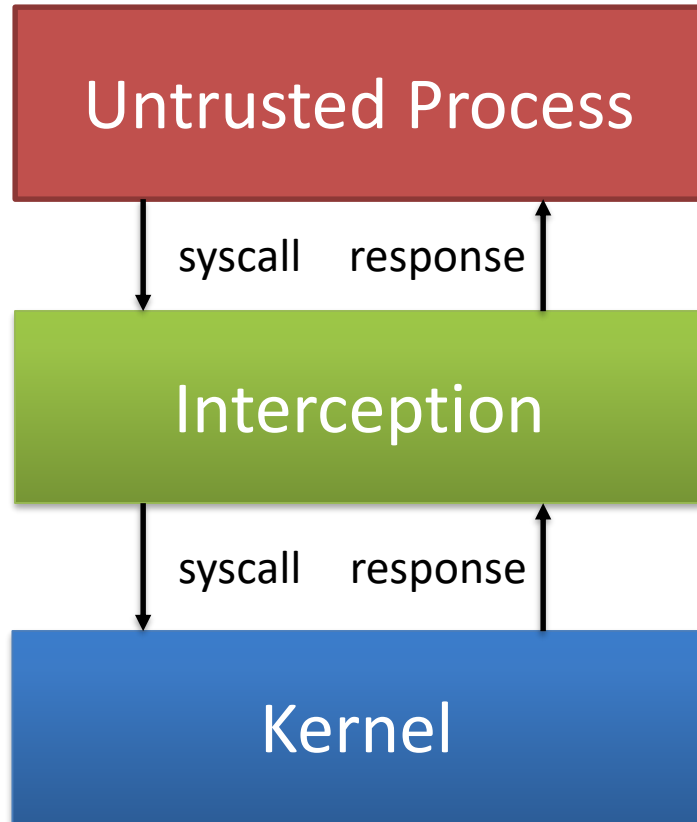 Untrusted Process
syscall response
Interception
syscall response
Kernel